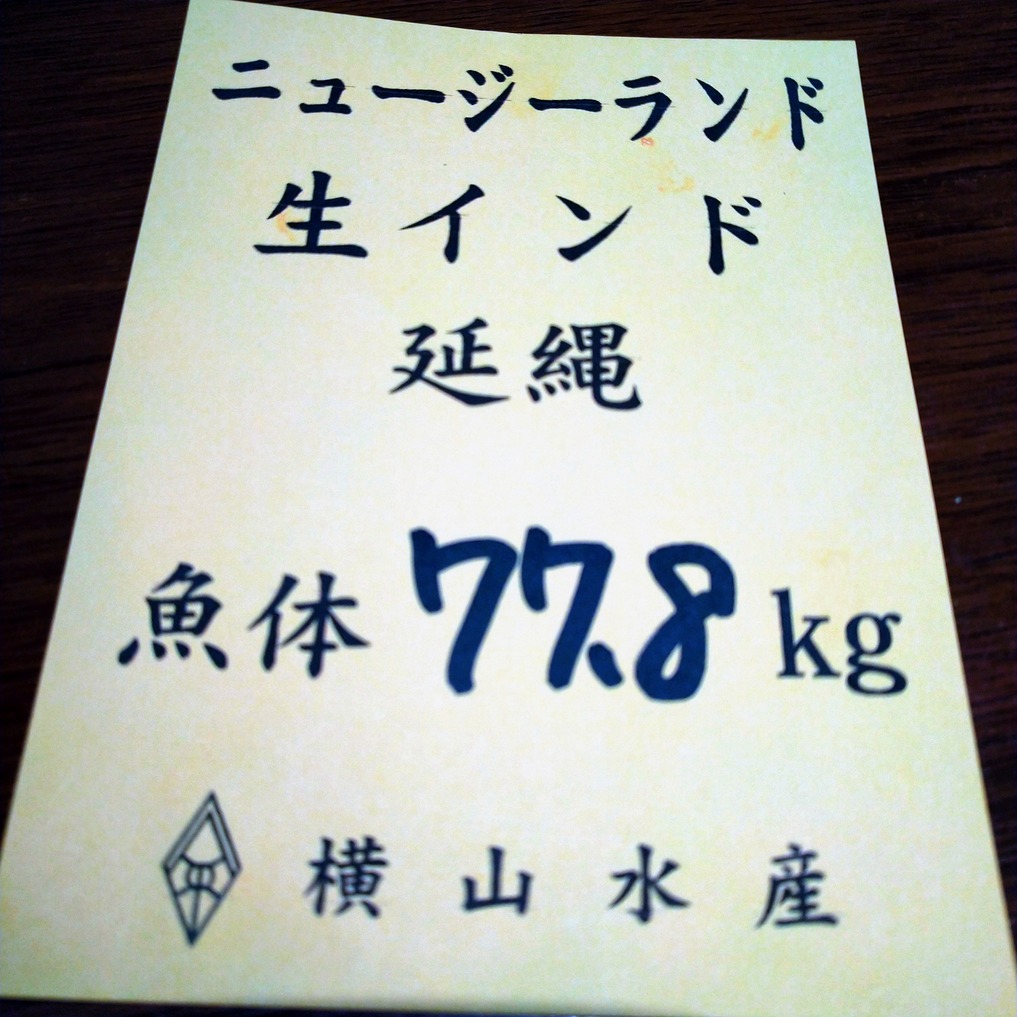 ニュージーランド
生インド
延縄
魚体 77.8 kg
横山水産